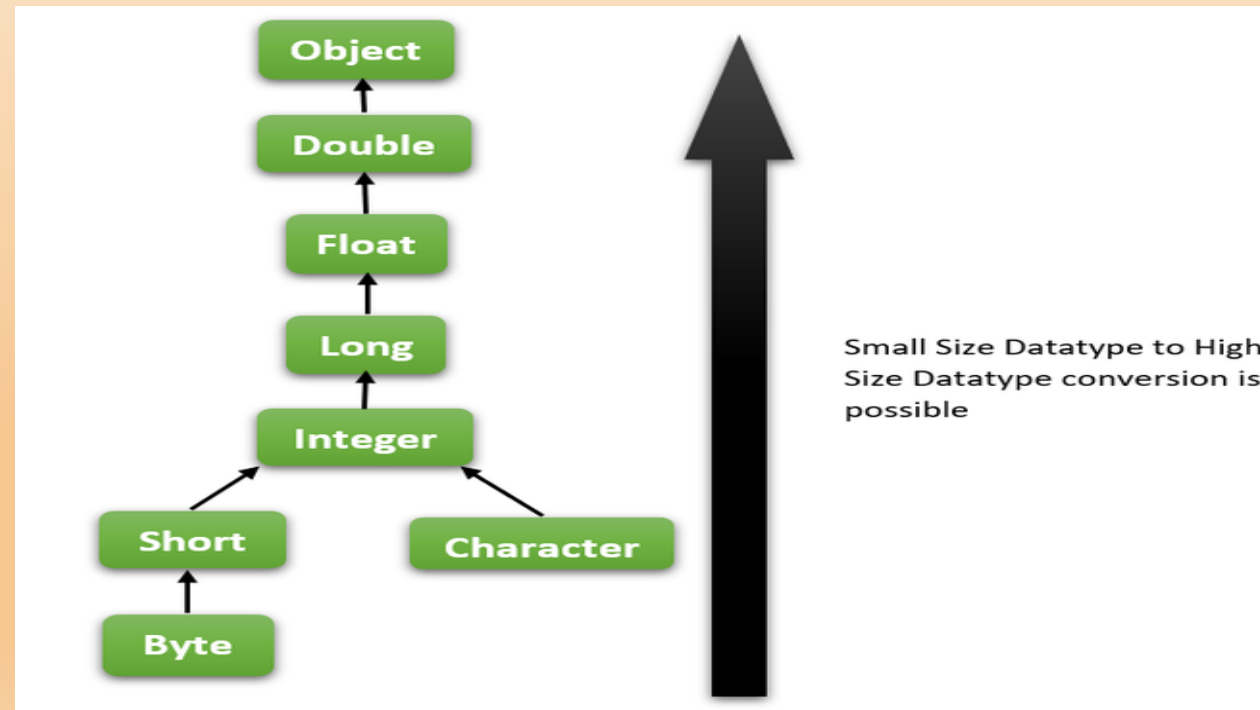 Object
Double
Float
Long
Small Size Datatype to High
Size Datatype conversion is
possible
Integer
Short
Character
Byte